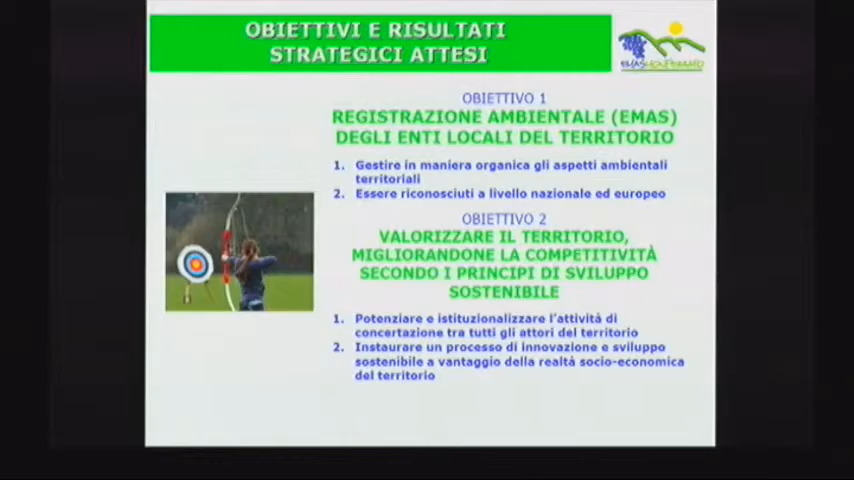 OBIETTIVI E RISULTATI
STRATEGICI ATTESI
EMASMONFERRATO
OBIETTIVO 1
REGISTRAZIONE AMBIENTALE (EMAS)
DEGLI ENTI LOCALI DEL TERRITORIO
1. Gestire in maniera organica gli aspetti ambientali
territoriali
2. Essere riconosciuti a livello nazionale ed europeo
OBIETTIVO 2
VALORIZZARE IL TERRITORIO,
MIGLIORANDONE LA COMPETITIVITÀ
SECONDO I PRINCIPI DI SVILUPPO
SOSTENIBILE
1. Potenziare e istituzionalizzare l'attività di
concertazione tra tutti gli attori del territorio
2. Instaurare un processo di innovazione e sviluppo
sostenibile a vantaggio della realtà socio-economica
del territorio